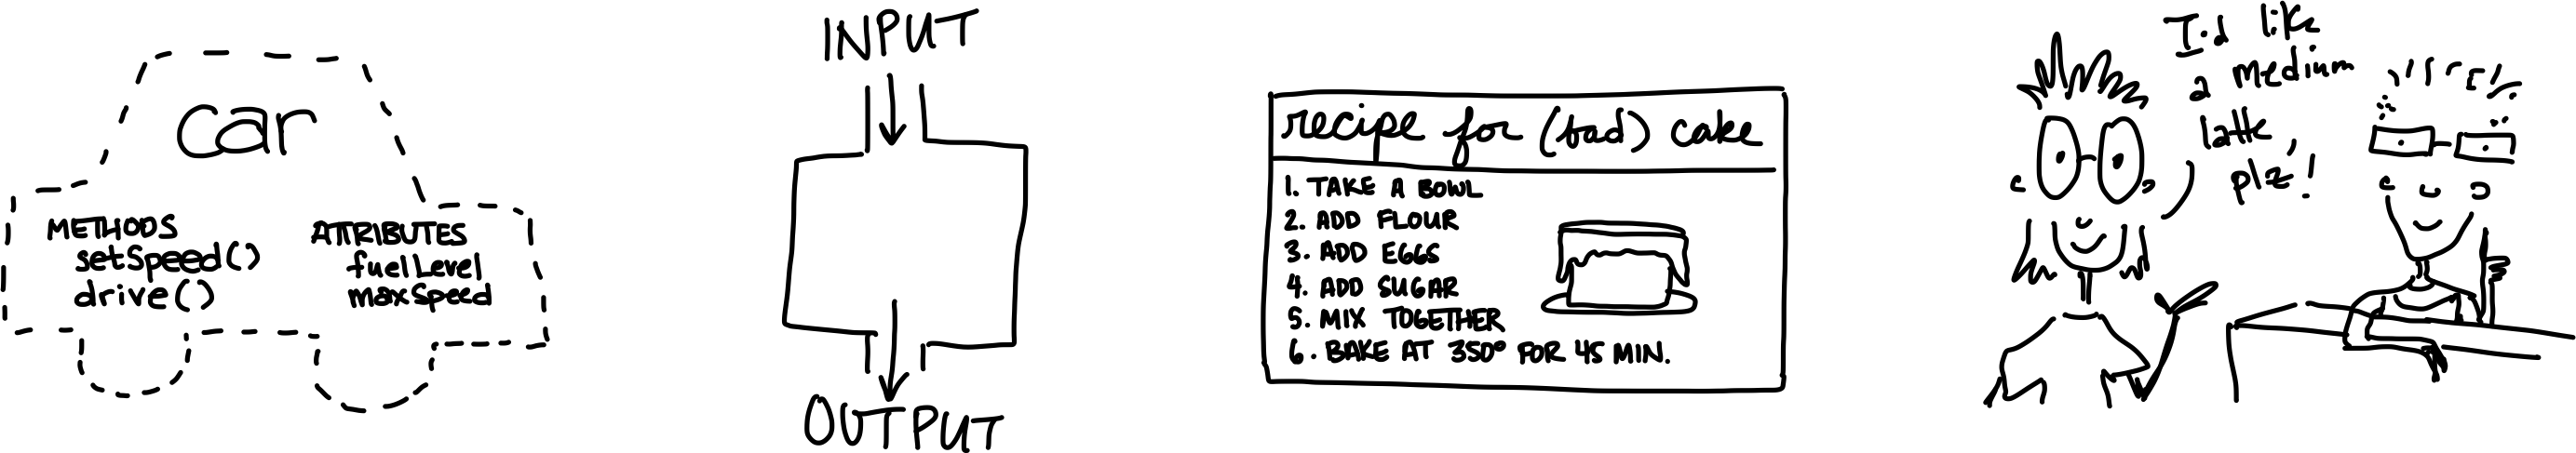 car
METHODS
setSpeed()
drive()
ATTRIBUTES
fuelLevel
maxSpeed
INPUT
OUTPUT
recipe for (bad) cake
1. TAKE A BOWL
2. ADD FLOUR
3. ADD EGGS
4. ADD SUGAR
5. MIX TOGETHER
6. BAKE AT 350° FOR 45 MIN.
I'd like
a medium
latte,
plz!